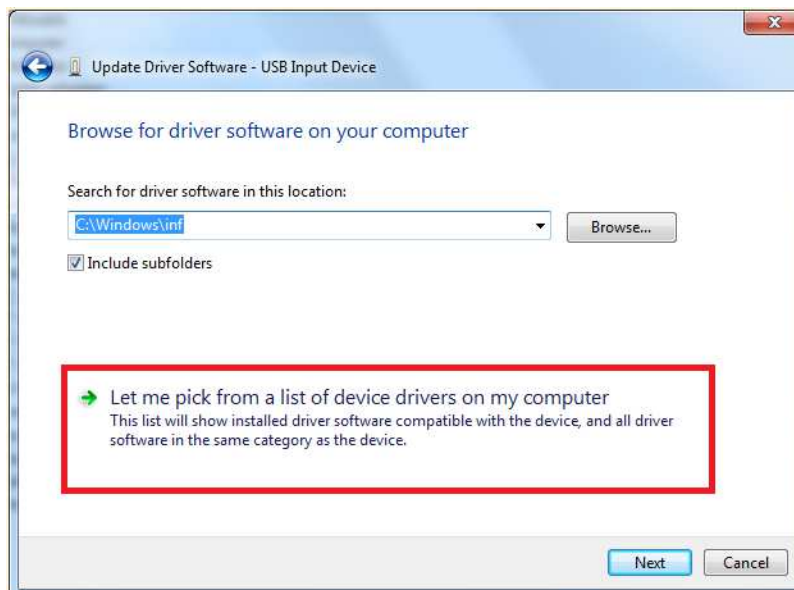 Update Driver Software - USB Input Device
Browse for driver software on your computer
Search for driver software in this location:
C:\Windows\inf
Browse...
Include subfolders
Let me pick from a list of device drivers on my computer
This list will show installed driver software compatible with the device, and all driver
software in the same category as the device.
Next
Cancel